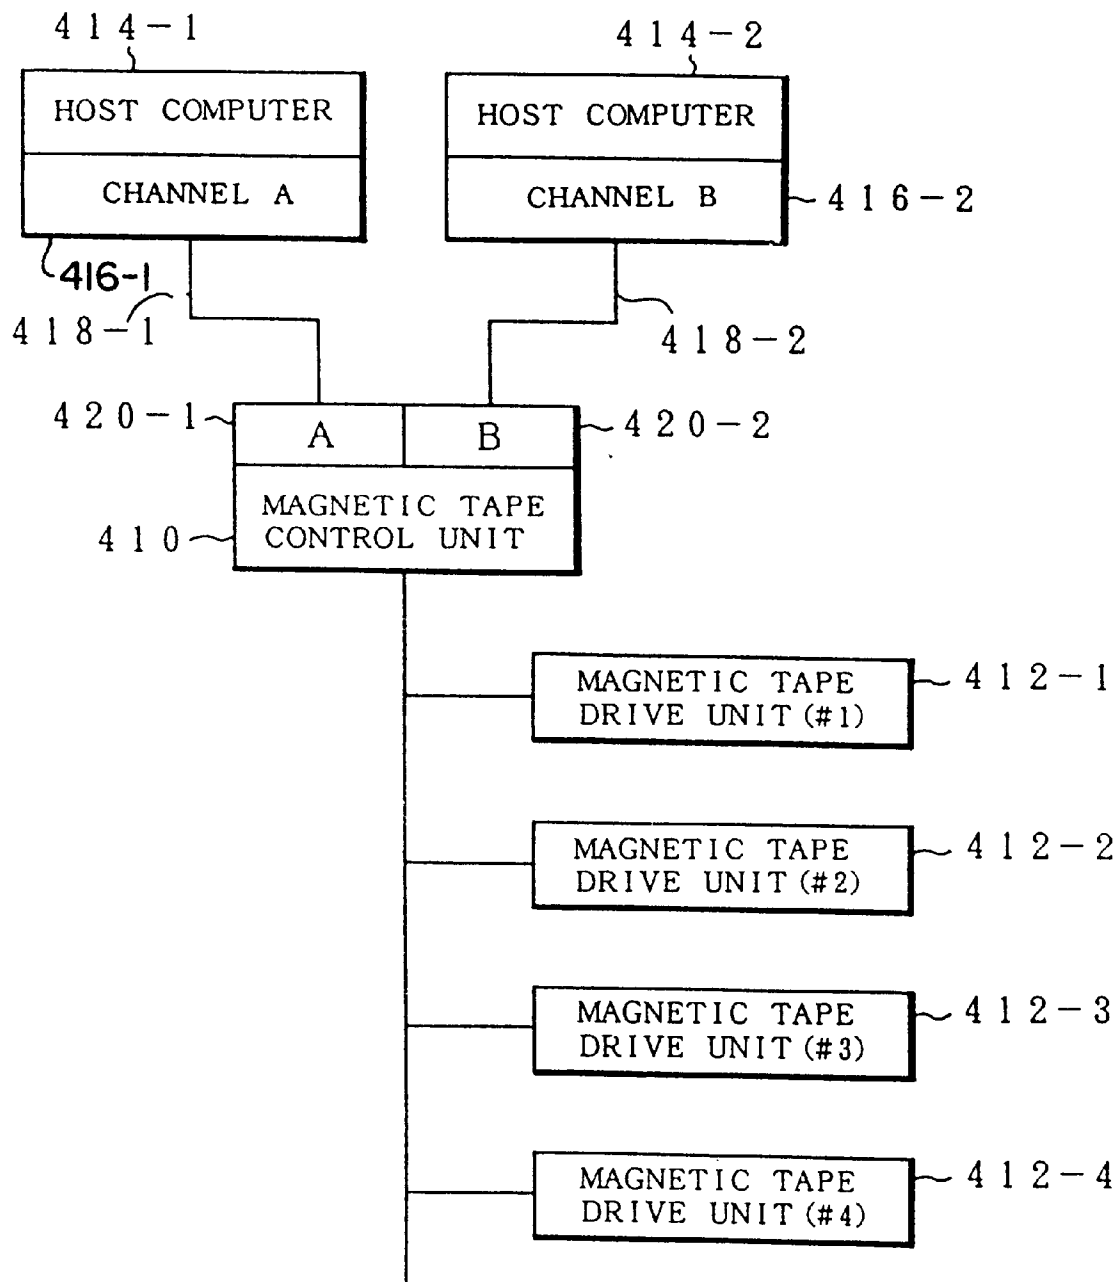 414-1
414-2
HOST COMPUTER
HOST COMPUTER
CHANNEL A
CHANNEL B
416-2
416-1
418-1
418-2
420-1
A
B
420-2
MAGNETIC TAPE
CONTROL UNIT
410
MAGNETIC TAPE
DRIVE UNIT (#1)
412-1
MAGNETIC TAPE
DRIVE UNIT (#2)
412-2
MAGNETIC TAPE
DRIVE UNIT (#3)
412-3
MAGNETIC TAPE
DRIVE UNIT (#4)
412-4